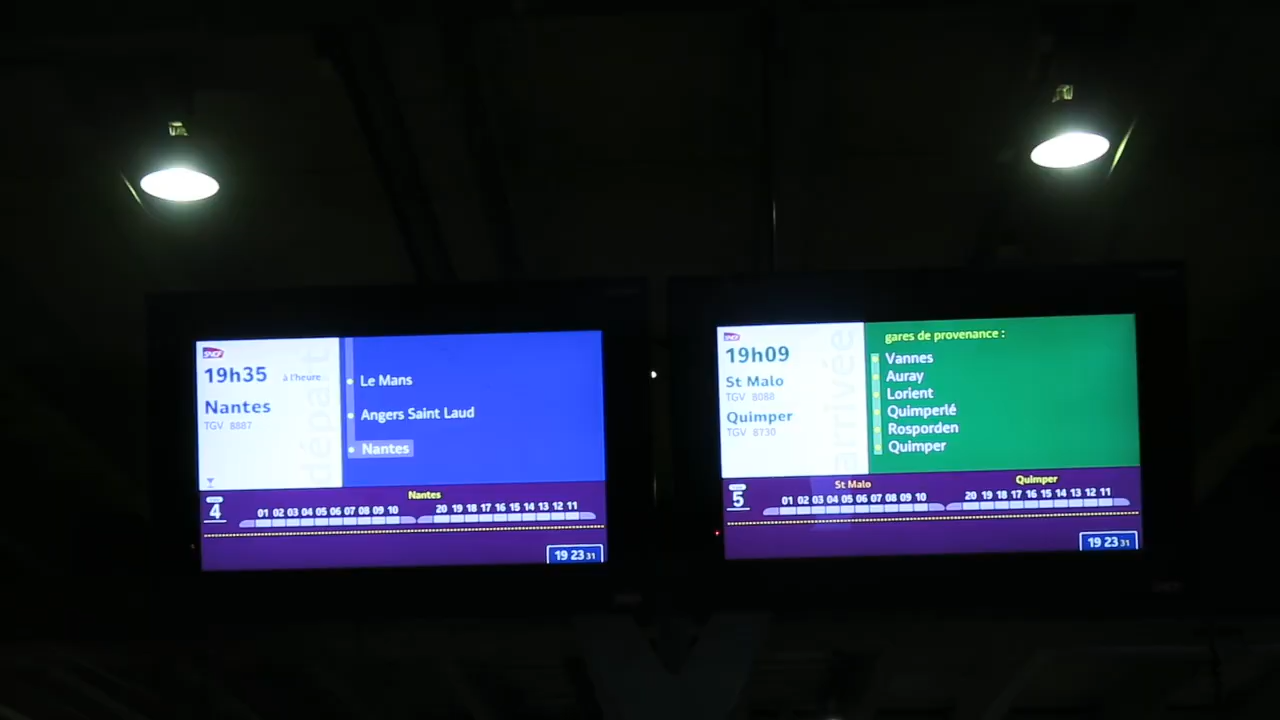 SNCF
19h35 à l'heure
Nantes
TGV 8887
départ
Le Mans
Angers Saint Laud
Nantes
4
Nantes
01 02 03 04 05 06 07 08 09 10
20 19 18 17 16 15 14 13 12 11
19 23 31
SNCF
19h09
St Malo
TGV 8088
Quimper
TGV 8730
arrivée
gares de provenance :
Vannes
Auray
Lorient
Quimperlé
Rosporden
Quimper
5
St Malo
Quimper
01 02 03 04 05 06 07 08 09 10
20 19 18 17 16 15 14 13 12 11
19 23 31